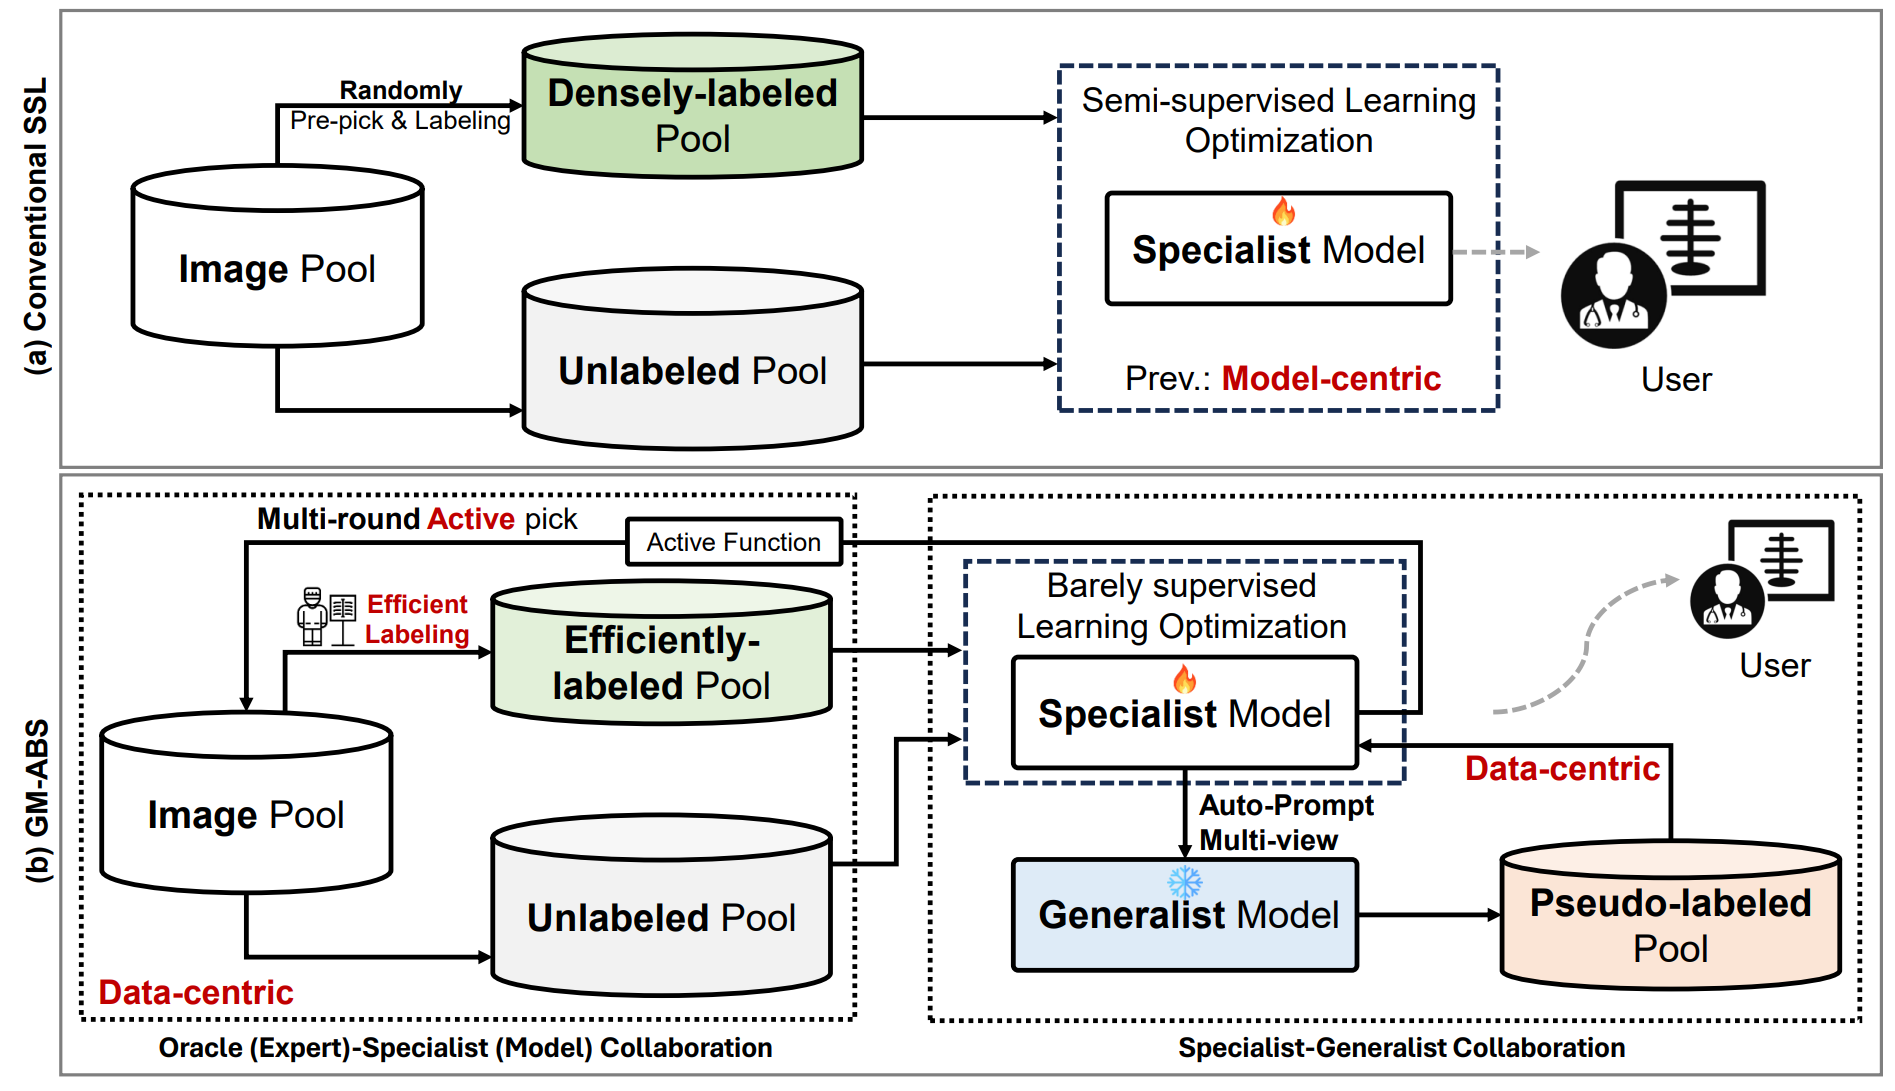 (a) Conventional SSL
Randomly
Pre-pick & Labeling
Densely-labeled
Pool
Image Pool
Unlabeled Pool
Semi-supervised Learning
Optimization
Specialist Model
Prev.: Model-centric
User
(b) GM-ABS
Multi-round Active pick
Active Function
Efficient
Labeling
Efficiently-
labeled Pool
Image Pool
Unlabeled Pool
Data-centric
Oracle (Expert)-Specialist (Model) Collaboration
Barely supervised
Learning Optimization
Specialist Model
Auto-Prompt
Multi-view
Generalist Model
Data-centric
Pseudo-labeled
Pool
User
Specialist-Generalist Collaboration